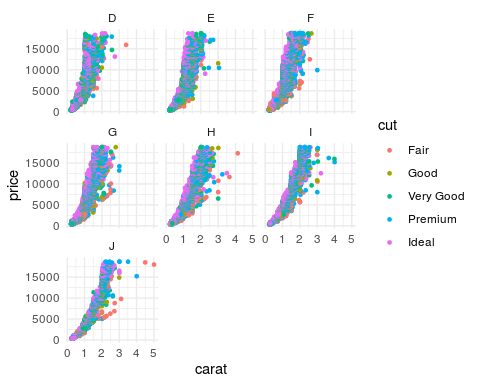 D
E
F
15000
10000
5000
0
cut
G
H
I
Fair
Good
Very Good
Premium
Ideal
price
15000
10000
5000
0
0 1 2 3 4 5
0 1 2 3 4 5
J
15000
10000
5000
0
0 1 2 3 4 5
carat